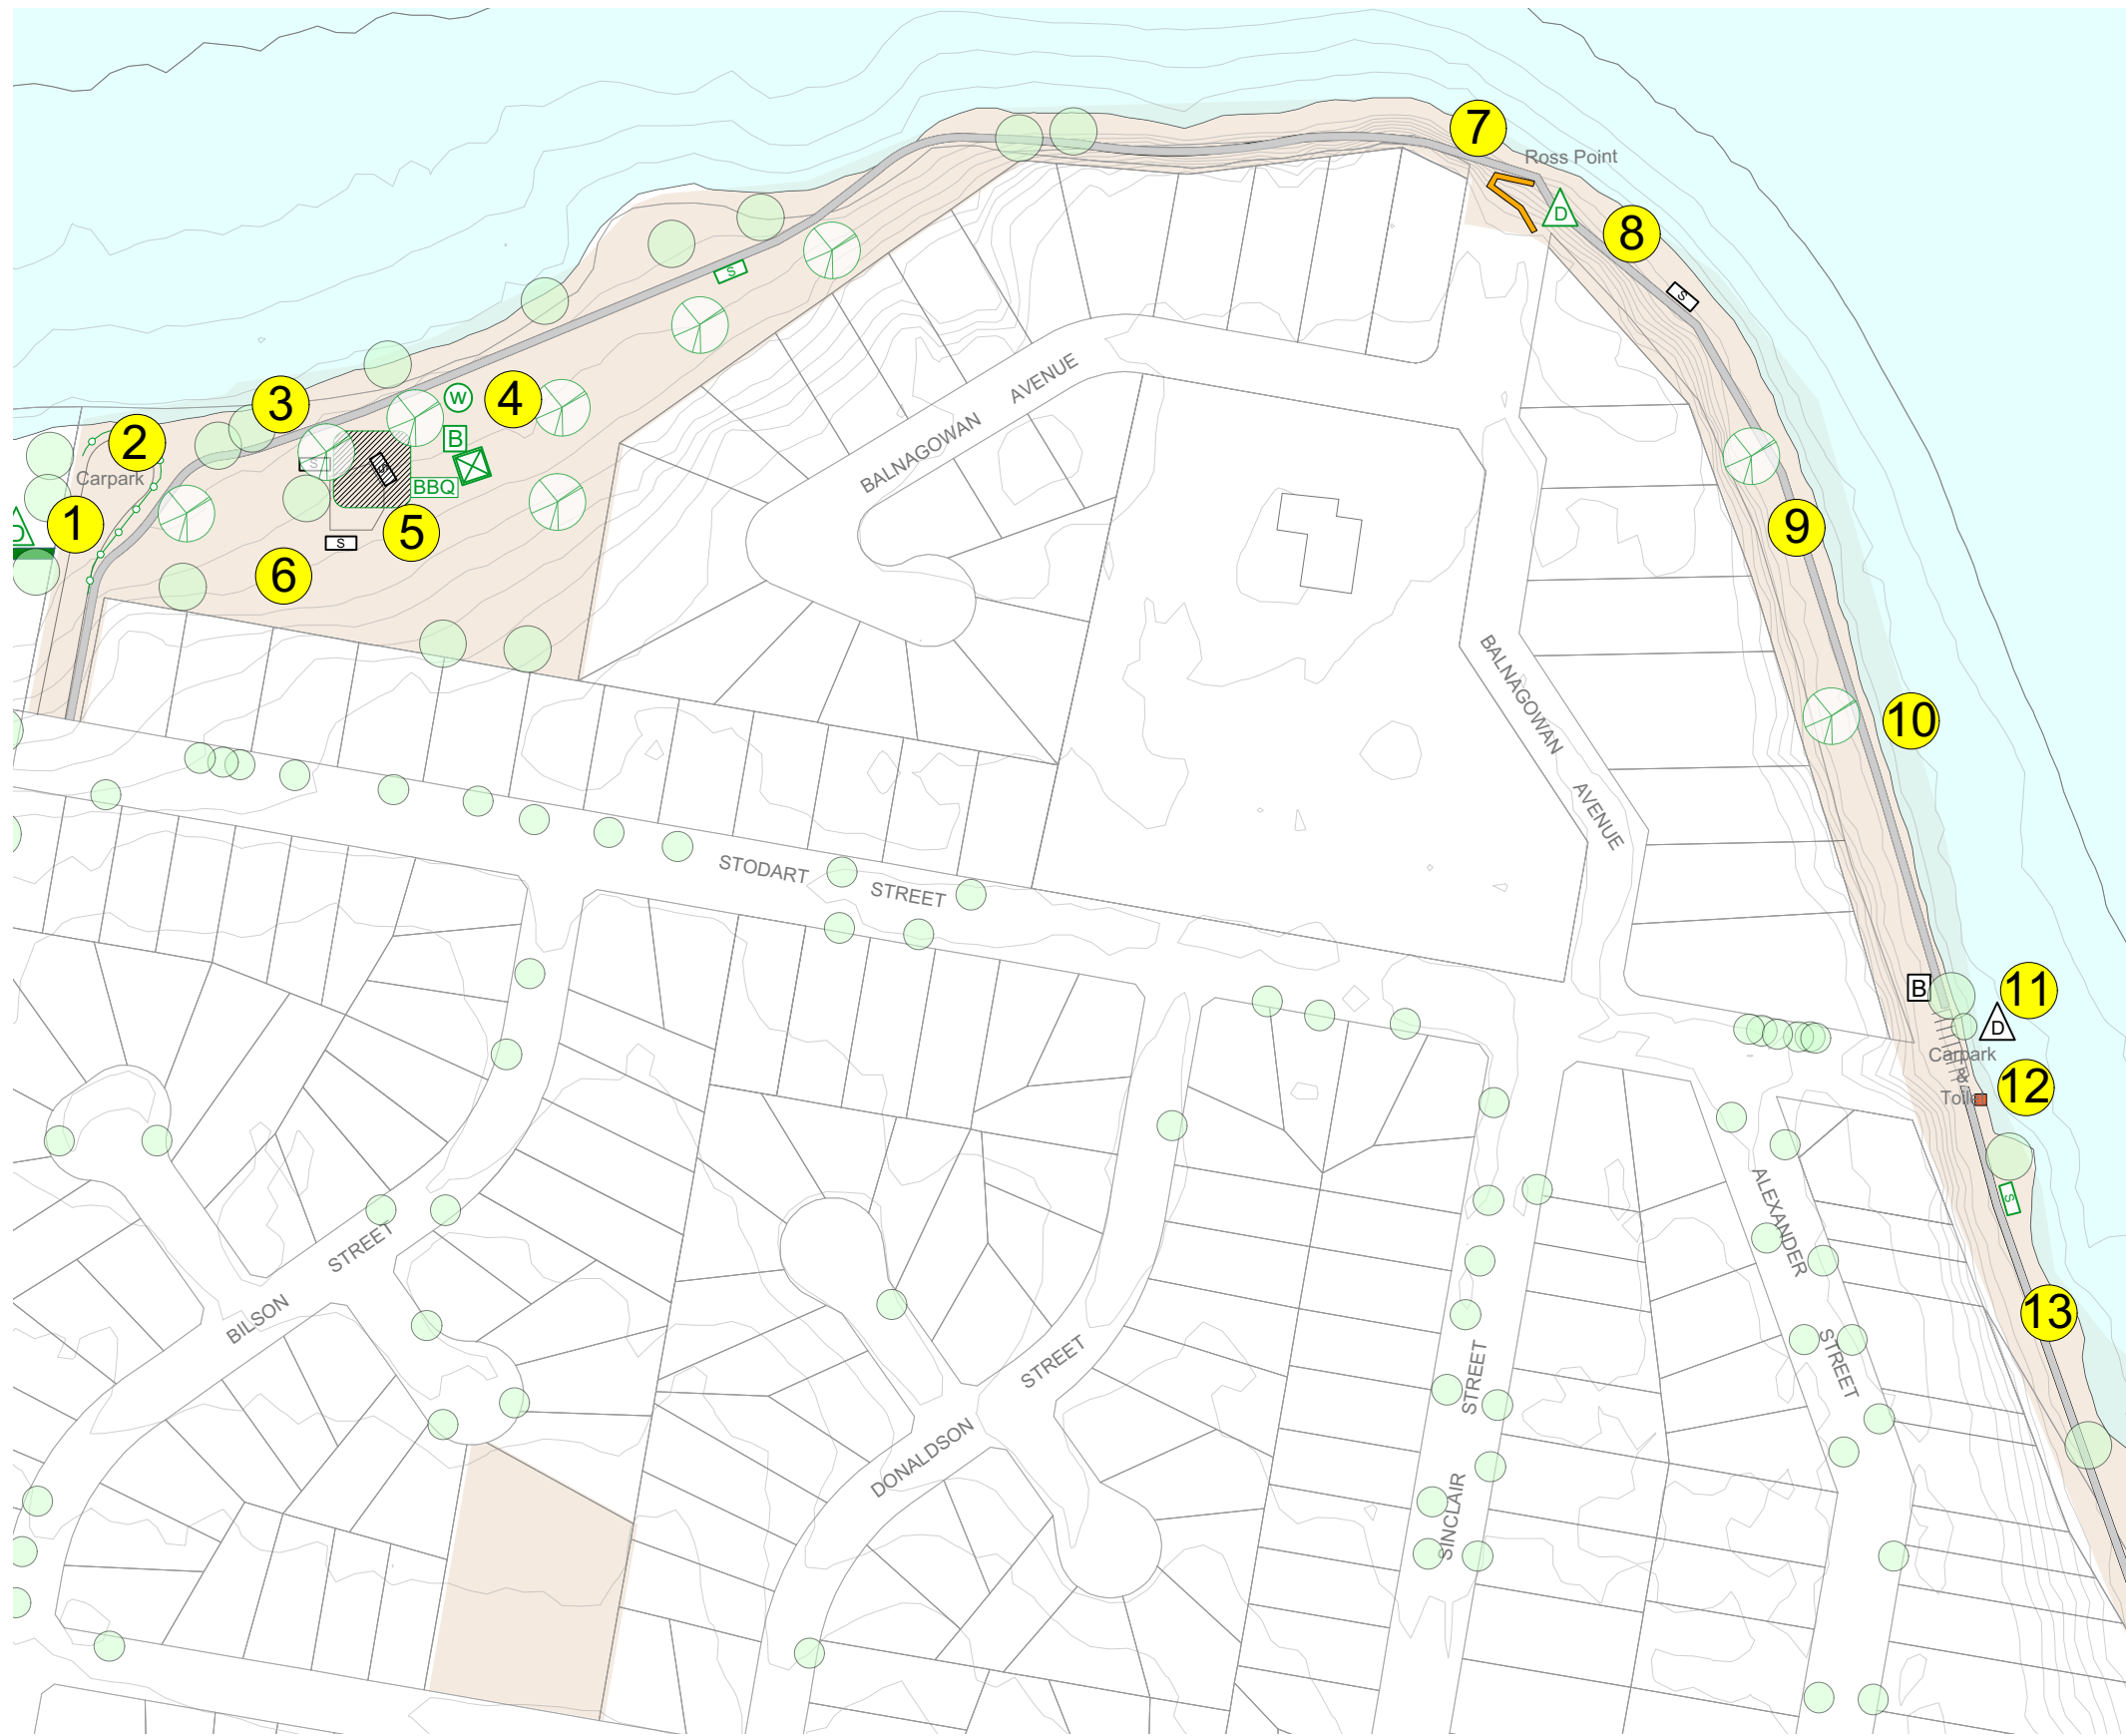 7
Ross Point
D
8
S
S
3
W
4
2
B
S
S
Carpark
BBQ
1
D
5
S
6
BALNAGOWAN
AVENUE
9
10
BALNAGOWAN
AVENUE
STODART
STREET
B
11
D
Carpark
&
Toilet
12
S
13
ALEXANDER
STREET
BILSON
STREET
DONALDSON
STREET
SINCLAIR
STREET